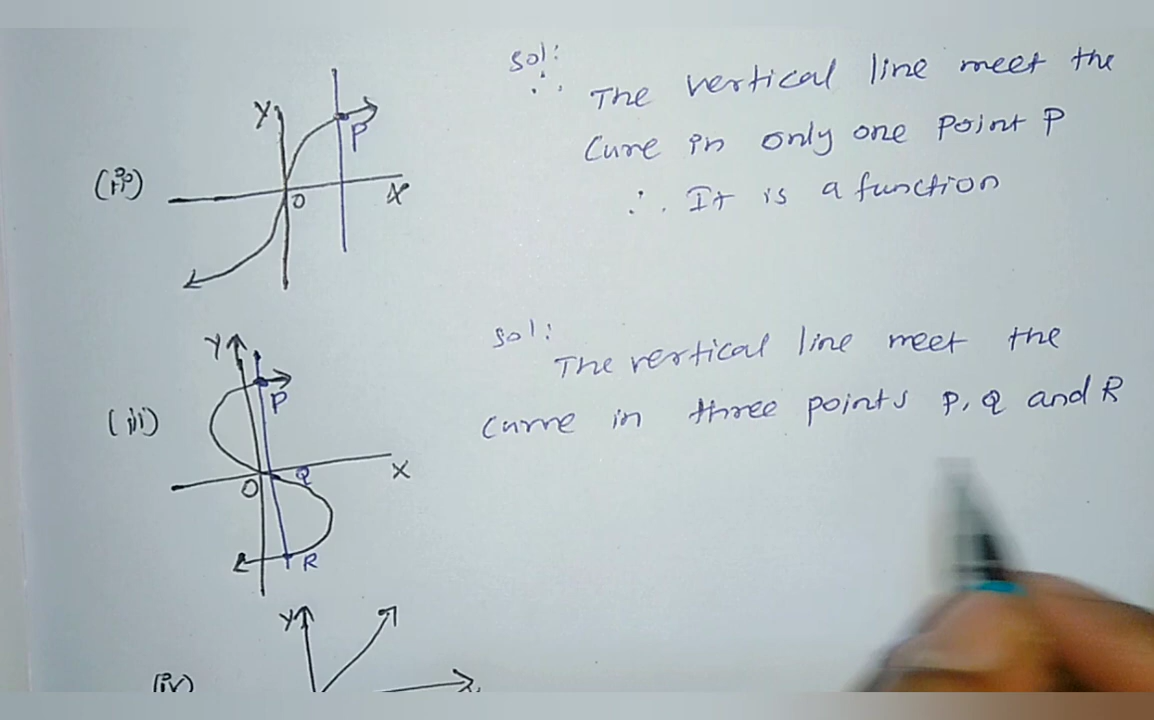 sol:
∴ The vertical line meet the
Curve in only one point P
∴ It is a function
(ii)
Y
P
O
X
sol:
The vertical line meet the
curve in three points P, Q and R
(iii)
Y
P
O
Q
X
R
(iv)
Y